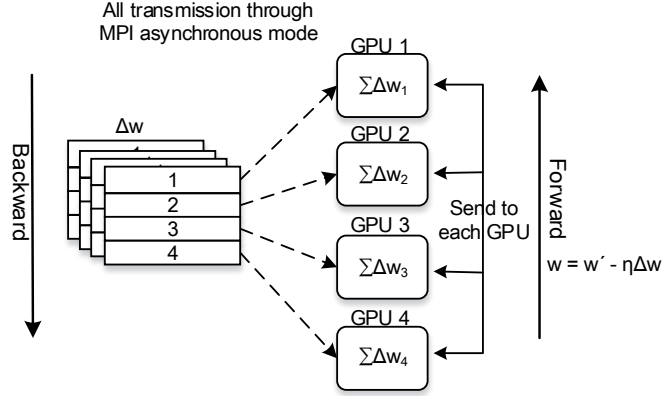 All transmission through
MPI asynchronous mode
Backward
Δw
1
2
3
4
GPU 1
∑Δw₁
GPU 2
∑Δw₂
GPU 3
∑Δw₃
GPU 4
∑Δw₄
Send to
each GPU
Forward
w = w´ - ηΔw